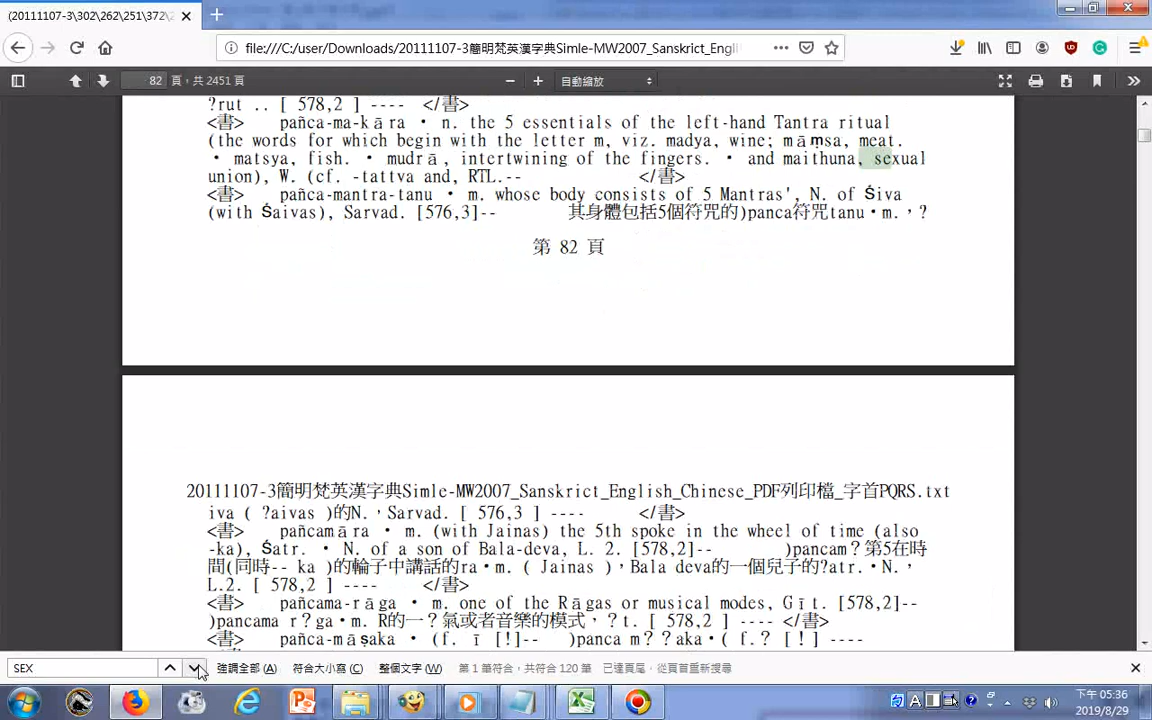 (20111107-3\302\262\251\372\2
file:///C:/user/Downloads/20111107-3簡明梵英漢字典Simle-MW2007_Sanskrict_Engli
82 頁，共 2451 頁
自動縮放
?rut .. [ 578,2 ] ---- </書>
<書> pañca-ma-kāra · n. the 5 essentials of the left-hand Tantra ritual
(the words for which begin with the letter m, viz. madya, wine; māṃsa, meat.
· matsya, fish. · mudrā, intertwining of the fingers. · and maithuna, sexual
union), W. (cf. -tattva and, RTL.-- </書>
<書> pañca-mantra-tanu · m. whose body consists of 5 Mantras', N. of Śiva
(with Śaivas), Sarvad. [576,3]-- 其身體包括5個符咒的)panca符咒tanu·m.，?
第 82 頁
20111107-3簡明梵英漢字典Simle-MW2007_Sanskrict_English_Chinese_PDF列印檔_字首PQRS.txt
iva ( ?aivas )的N.，Sarvad. [ 576,3 ] ---- </書>
<書> pañcamāra · m. (with Jainas) the 5th spoke in the wheel of time (also
-ka), Śatr. · N. of a son of Bala-deva, L. 2. [578,2]-- )pancam？第5在時
間(同時-- ka )的輪子中講話的ra·m. ( Jainas )，Bala deva的一個兒子的?atr.·N.，
L.2. [ 578,2 ] ---- </書>
<書> pañcama-rāga · m. one of the Rāgas or musical modes, Gīt. [578,2]--
)pancama r？ga·m. R的一？氣或者音樂的模式，？t. [ 578,2 ] ---- </書>
<書> pañca-māṣaka · (f. ī [!]-- )panca m？？aka·( f.？ [ ! ] ----
SEX
強調全部 (A)
符合大小寫 (C)
整個文字 (W)
第 1 筆符合，共符合 120 筆
已達頁尾，從頁首重新搜尋
下午 05:36
2019/8/29